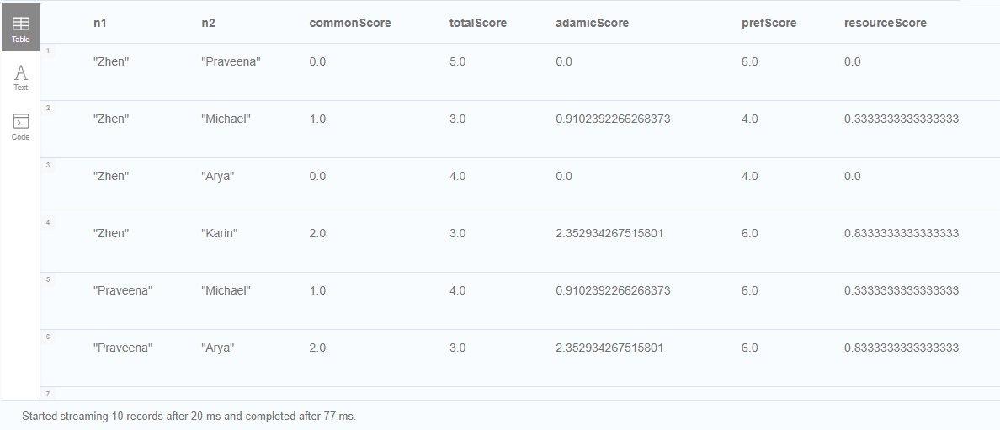 n1 n2 commonScore totalScore adamicScore prefScore resourceScore
Table
1
"Zhen" "Praveena" 0.0 5.0 0.0 6.0 0.0
Text
2
"Zhen" "Michael" 1.0 3.0 0.9102392266268373 4.0 0.3333333333333333
Code
3
"Zhen" "Arya" 0.0 4.0 0.0 4.0 0.0
4
"Zhen" "Karin" 2.0 3.0 2.352934267515801 6.0 0.8333333333333333
5
"Praveena" "Michael" 1.0 4.0 0.9102392266268373 6.0 0.3333333333333333
6
"Praveena" "Arya" 2.0 3.0 2.352934267515801 6.0 0.8333333333333333
7
Started streaming 10 records after 20 ms and completed after 77 ms.